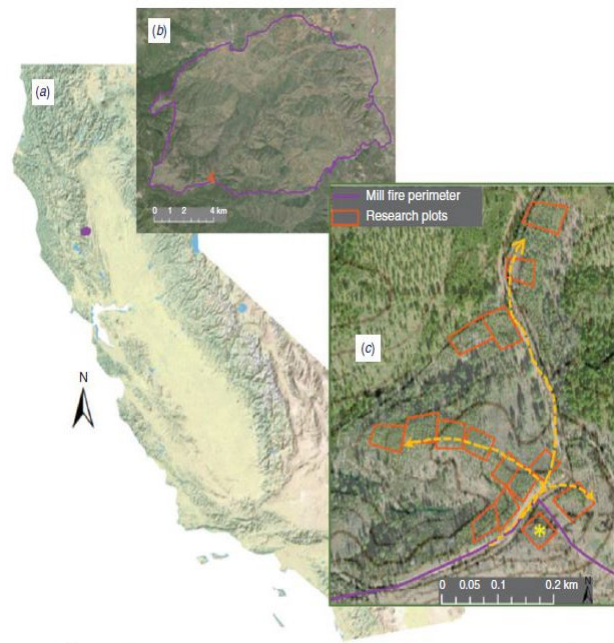 (b)
(a)
0 1 2 4 km
Mill fire perimeter
Research plots
(c)
N
*
0 0.05 0.1 0.2 km
N